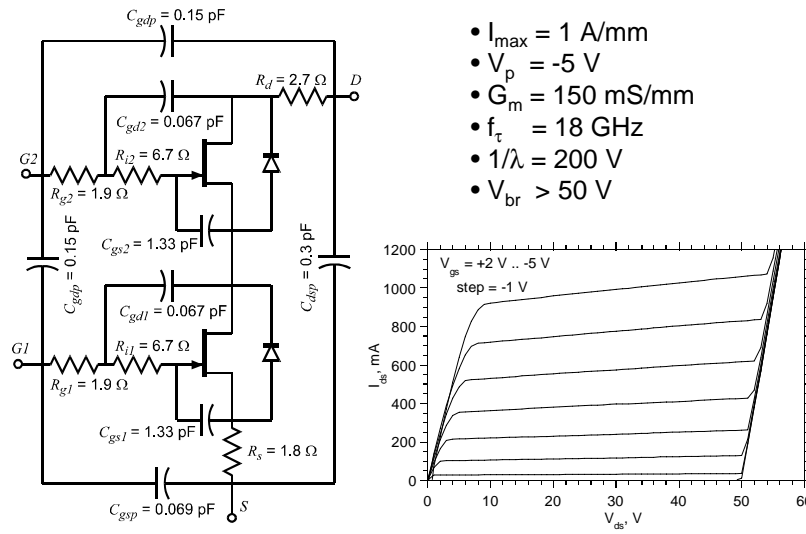 C_gdp = 0.15 pF
R_d = 2.7 Ω
D
C_gd2 = 0.067 pF
G2
R_i2 = 6.7 Ω
R_g2 = 1.9 Ω
C_gs2 = 1.33 pF
C_gdp = 0.15 pF
C_dsp = 0.3 pF
C_gd1 = 0.067 pF
G1
R_i1 = 6.7 Ω
R_g1 = 1.9 Ω
C_gs1 = 1.33 pF
R_s = 1.8 Ω
C_gsp = 0.069 pF
S
• I_max = 1 A/mm
• V_p = -5 V
• G_m = 150 mS/mm
• f_τ = 18 GHz
• 1/λ = 200 V
• V_br > 50 V
V_gs = +2 V .. -5 V
step = -1 V
I_ds, mA
1200
1000
800
600
400
200
0
0 10 20 30 40 50 60
V_ds, V